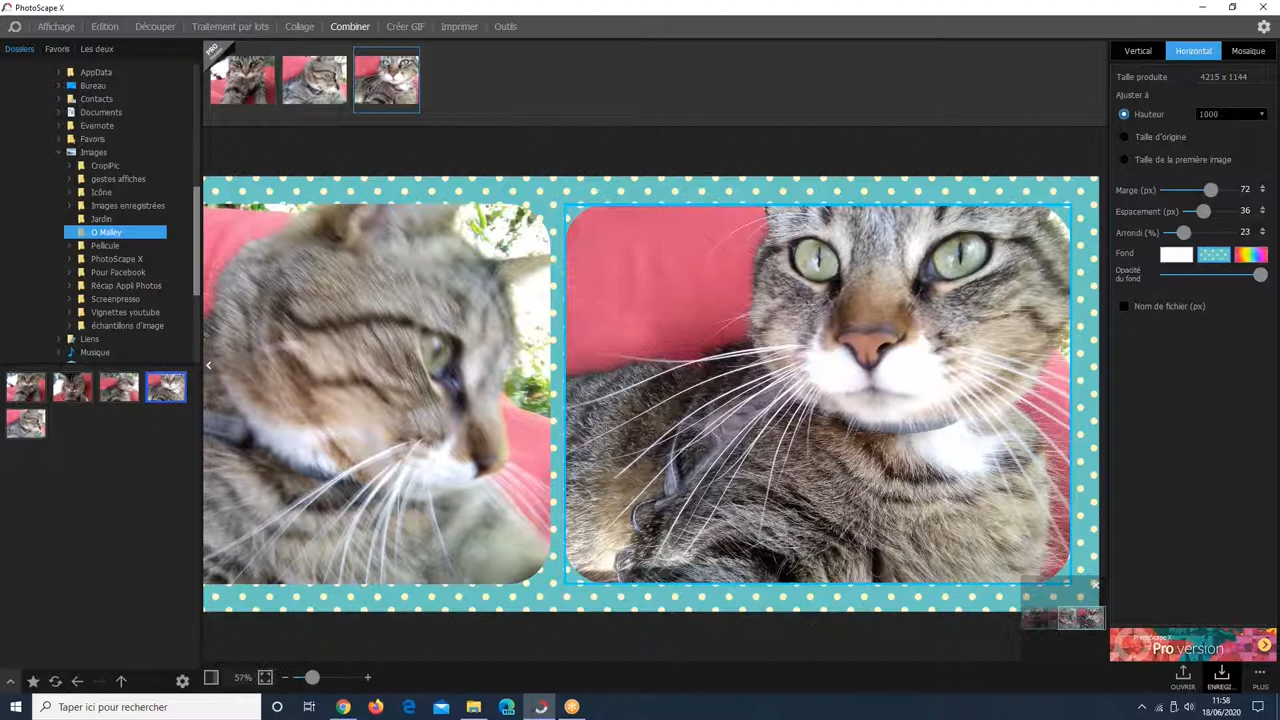 PhotoScape X
Affichage Edition Découper Traitement par lots Collage Combiner Créer GIF Imprimer Outils
Dossiers Favoris Les deux
PRO
Vertical Horizontal Mosaïque
AppData
Bureau
Contacts
Documents
Evernote
Favoris
Images
CropiPic
gestes affiches
Icône
Images enregistrées
Jardin
O Malley
Pellicule
PhotoScape X
Pour Facebook
Récap Appli Photos
Screenpresso
Vignettes youtube
échantillons d'image
Liens
Musique
Taille produite 4215 x 1144
Ajuster à
Hauteur 1000
Taille d'origine
Taille de la première image
Marge (px) 72
Espacement (px) 36
Arrondi (%) 23
Fond
Opacité
du fond
Nom de fichier (px)
PhotoScape X
Pro version
57%
OUVRIR ENREGI... PLUS
Taper ici pour rechercher
11:58
18/06/2020